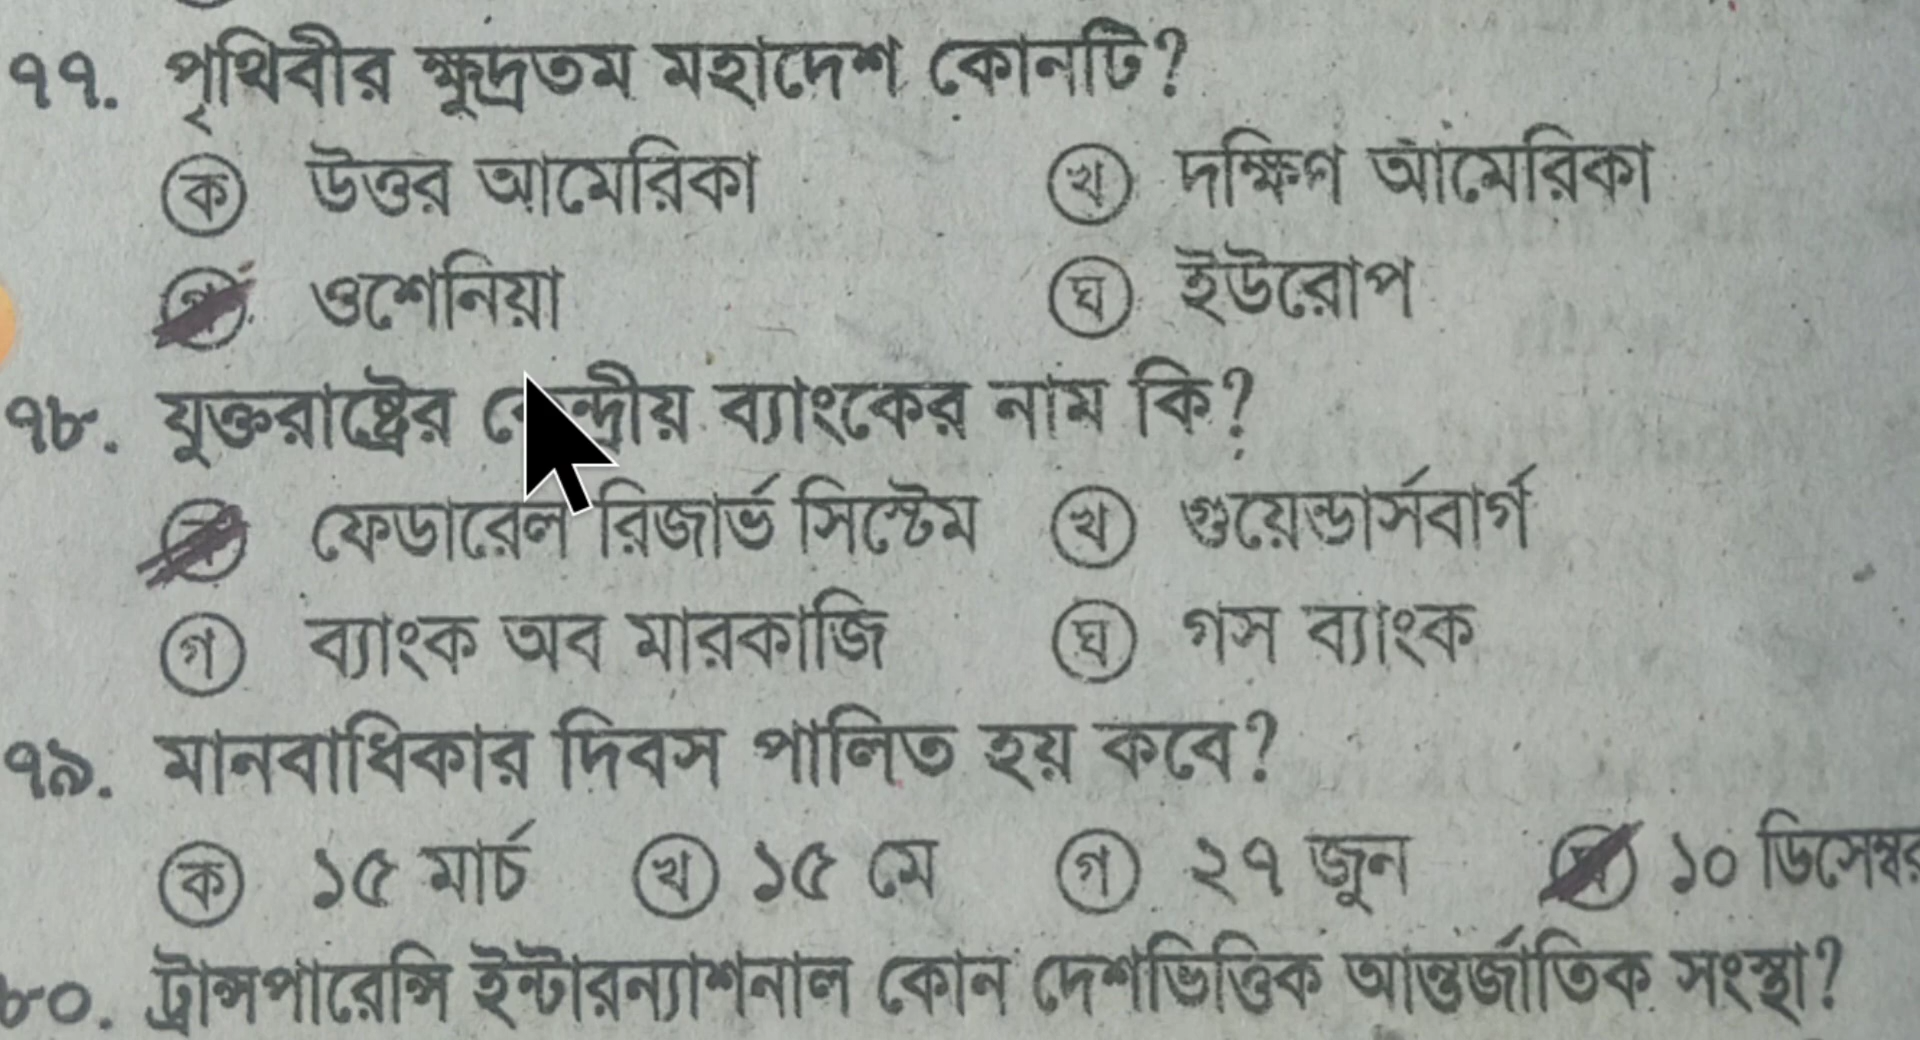 ৭৭. পৃথিবীর ক্ষুদ্রতম মহাদেশ কোনটি?
ক উত্তর আমেরিকা খ দক্ষিণ আমেরিকা
ওশেনিয়া ঘ ইউরোপ
৭৮. যুক্তরাষ্ট্রের কেন্দ্রীয় ব্যাংকের নাম কি?
ফেডারেল রিজার্ভ সিস্টেম খ গুয়েন্ডার্সবার্গ
গ ব্যাংক অব মারকাজি ঘ গস ব্যাংক
৭৯. মানবাধিকার দিবস পালিত হয় কবে?
ক ১৫ মার্চ খ ১৫ মে গ ২৭ জুন ১০ ডিসেম্বর
৮০. ট্রান্সপারেন্সি ইন্টারন্যাশনাল কোন দেশভিত্তিক আন্তর্জাতিক সংস্থা?